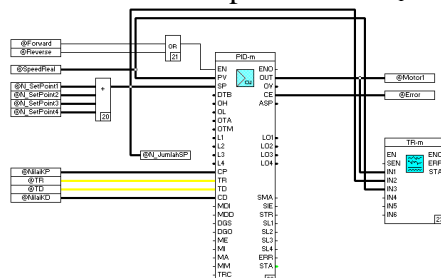 @Forward
@Reverse
OR
21
@SpeedReal
@N_SetPoint1
@N_SetPoint2
@N_SetPoint3
@N_SetPoint4
+
20
@N_JumlahSP
@NilaiKP
@TR
@TD
@NilaiKD
PID-m
EN ENO
PV OUT
SP OY
DTB CE
OH ASP
OL
OTA
OTM
L1 LO1
L2 LO2
L3 LO3
L4 LO4
CP
TR
TD
CD SMA
MDI SIE
MDD STR
DGS SL1
DGO SL2
ME SL3
MI SL4
MA ERR
MM STA
TRC
@Motor1
@Error
TR-m
EN ENO
SEN ERR
IN1 STA
IN2
IN3
IN4
IN5
IN6